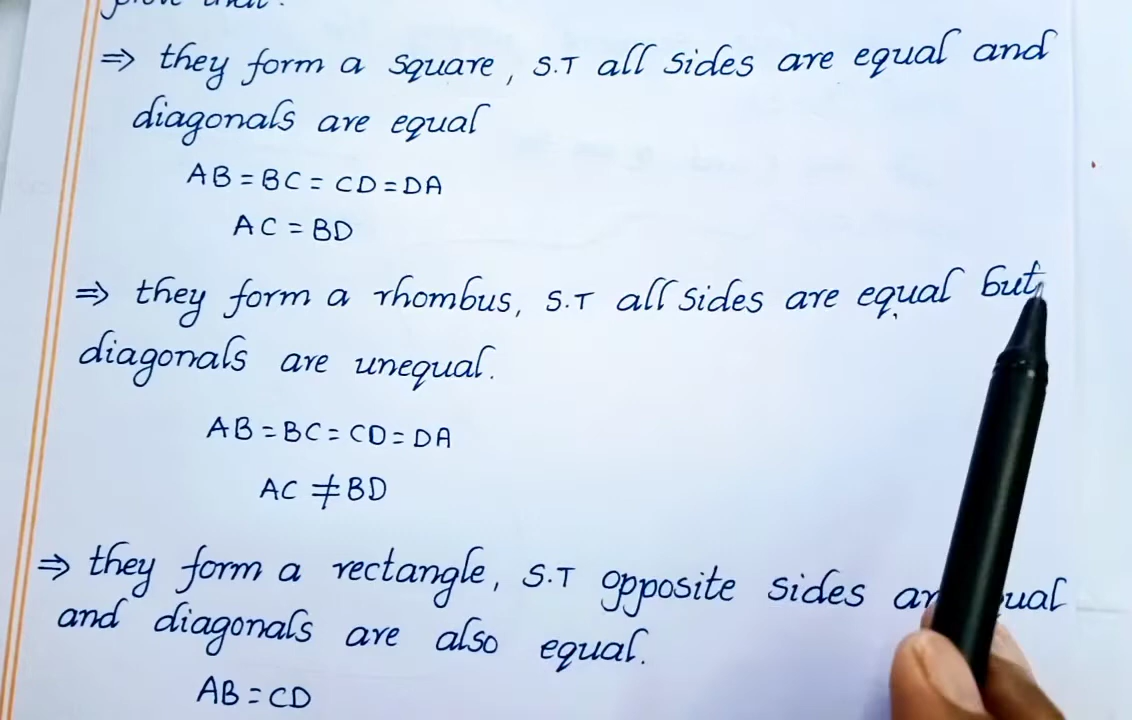 prove that:
⇒ they form a square, S.T all sides are equal and
diagonals are equal
AB = BC = CD = DA
AC = BD
⇒ they form a rhombus, S.T all sides are equal but
diagonals are unequal.
AB = BC = CD = DA
AC ≠ BD
⇒ they form a rectangle, S.T opposite sides
and diagonals are also equal.
AB = CD